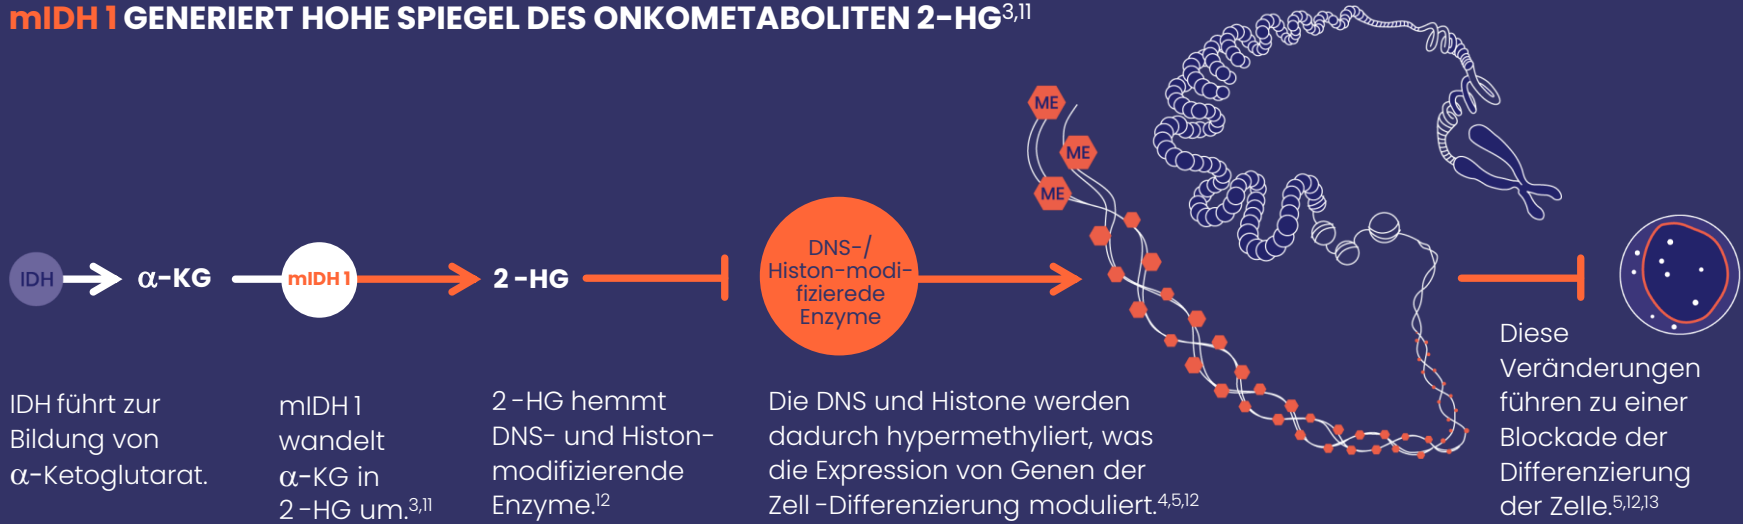 mIDH 1 GENERIERT HOHE SPIEGEL DES ONKOMETABOLITEN 2-HG3,11
ME
ME
ME
IDH
α-KG
mIDH 1
2-HG
DNS-/
Histon-modi-
fizierede
Enzyme
IDH führt zur
Bildung von
α-Ketoglutarat.
mIDH 1
wandelt
α-KG in
2-HG um.3,11
2-HG hemmt
DNS- und Histon-
modifizierende
Enzyme.12
Die DNS und Histone werden
dadurch hypermethyliert, was
die Expression von Genen der
Zell-Differenzierung moduliert.4,5,12
Diese
Veränderungen
führen zu einer
Blockade der
Differenzierung
der Zelle.5,12,13